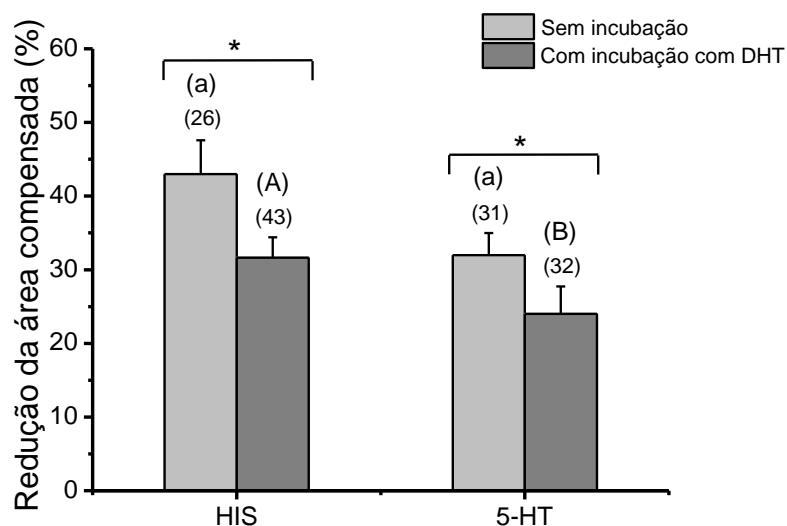 Sem incubação
Com incubação com DHT
Redução da área compensada (%)
60
50
40
30
20
10
0
*
(a)
(26)
(A)
(43)
*
(a)
(31)
(B)
(32)
HIS
5-HT